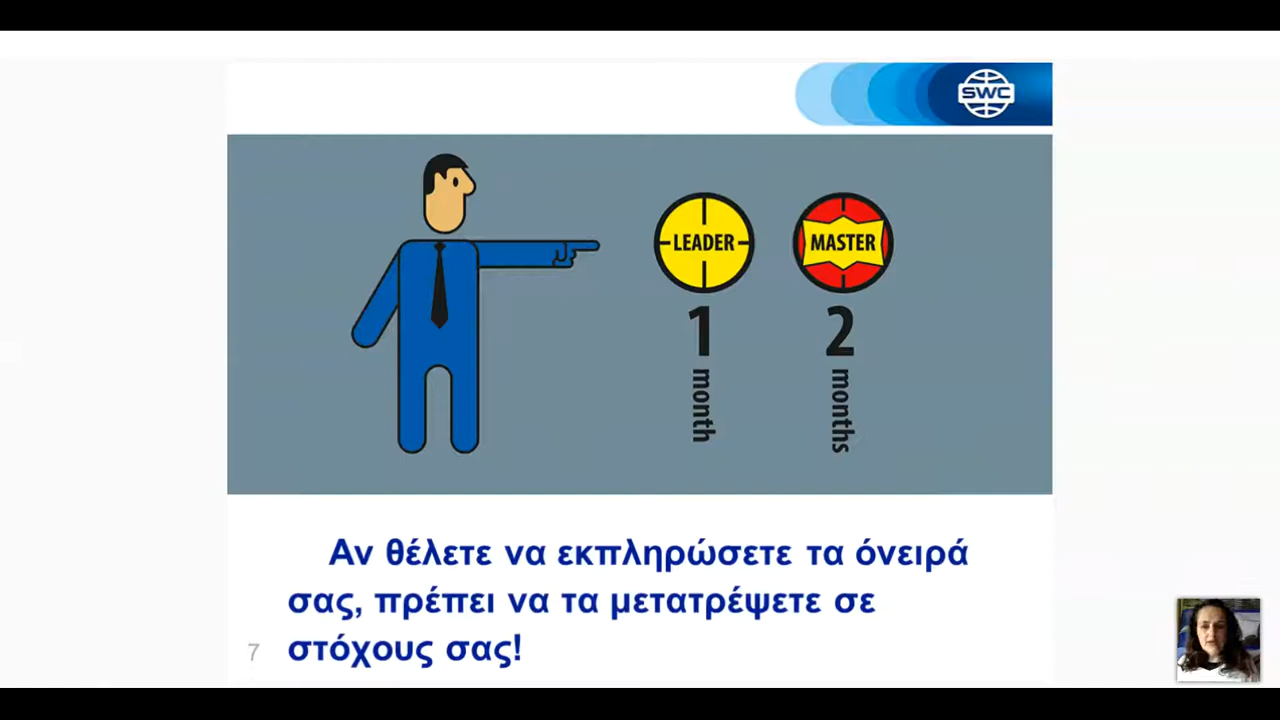 SWC
LEADER
MASTER
1
2
month
months
Αν θέλετε να εκπληρώσετε τα όνειρά
σας, πρέπει να τα μετατρέψετε σε
στόχους σας!
7